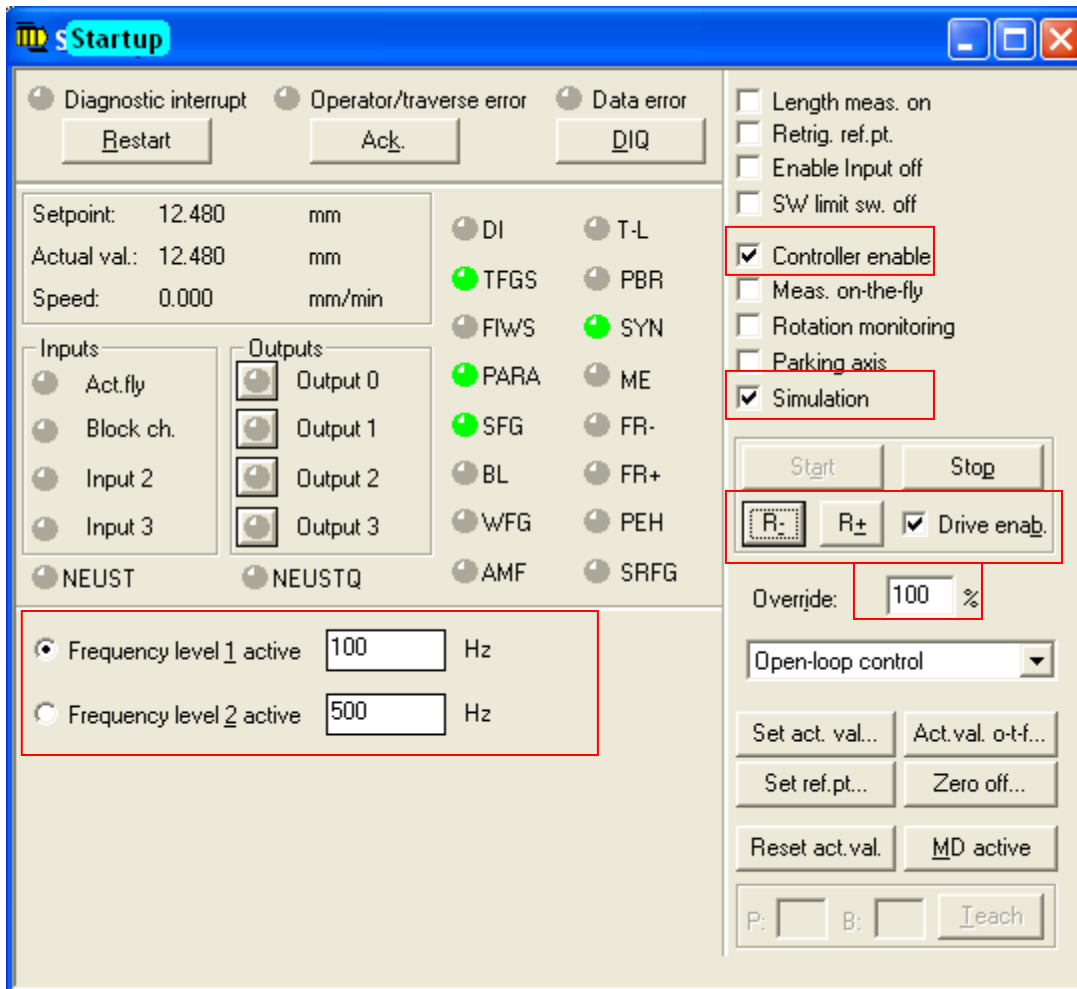 S Startup
Diagnostic interrupt Operator/traverse error Data error
Restart Ack. DIQ
Setpoint: 12.480 mm
Actual val.: 12.480 mm
Speed: 0.000 mm/min
Inputs
Act.fly
Block ch.
Input 2
Input 3
Outputs
Output 0
Output 1
Output 2
Output 3
NEUST NEUSTQ
DI T-L
TFGS PBR
FIWS SYN
PARA ME
SFG FR-
BL FR+
WFG PEH
AMF SRFG
Frequency level 1 active 100 Hz
Frequency level 2 active 500 Hz
Length meas. on
Retrig. ref.pt.
Enable Input off
SW limit sw. off
Controller enable
Meas. on-the-fly
Rotation monitoring
Parking axis
Simulation
Start Stop
R- R+ Drive enab.
Override: 100 %
Open-loop control
Set act. val... Act.val. o-t-f...
Set ref.pt... Zero off...
Reset act.val. MD active
P: B: Teach